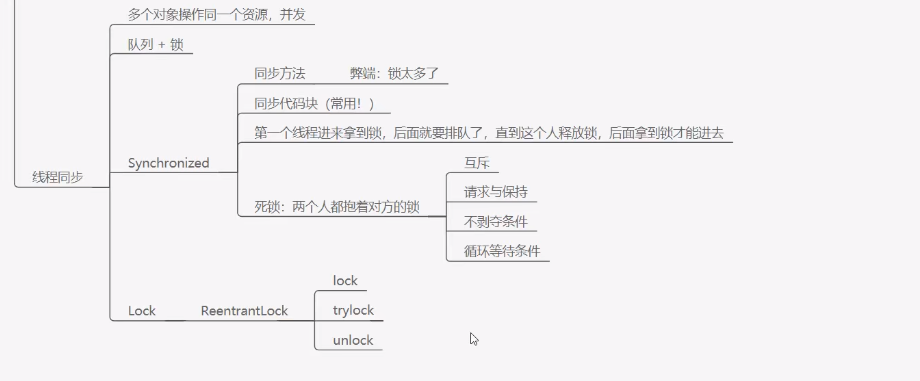 多个对象操作同一个资源，并发
队列 + 锁
同步方法 弊端：锁太多了
同步代码块（常用！）
第一个线程进来拿到锁，后面就要排队了，直到这个人释放锁，后面拿到锁才能进去
Synchronized
互斥
线程同步
请求与保持
死锁：两个人都抱着对方的锁
不剥夺条件
循环等待条件
lock
Lock ReentrantLock trylock
unlock